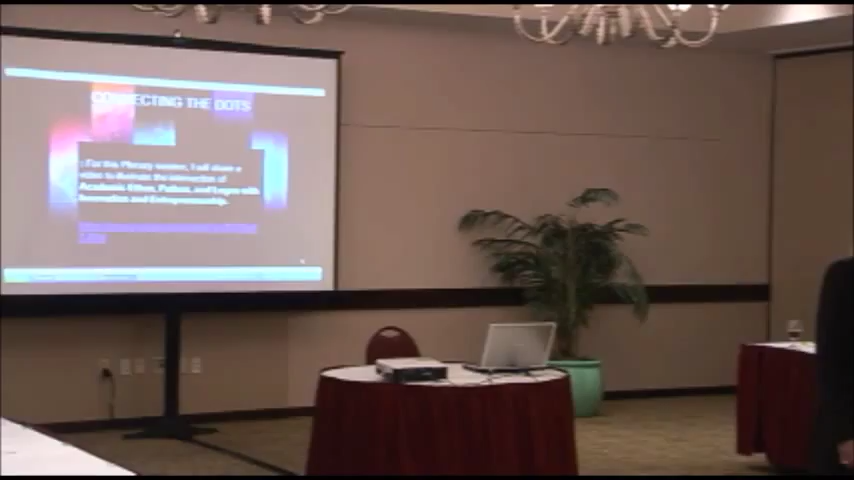 CONNECTING THE DOTS
: For this Plenary session, I will share a
video to illustrate the intersection of
Academic Ethos, Pathos, and Logos with
Innovation and Entrepreneurship.